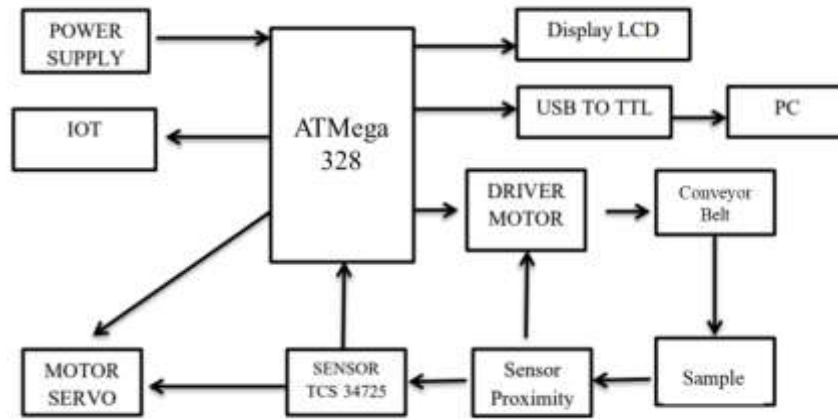 POWER
SUPPLY
Display LCD
IOT
ATMega
328
USB TO TTL
PC
DRIVER
MOTOR
Conveyor
Belt
MOTOR
SERVO
SENSOR
TCS 34725
Sensor
Proximity
Sample